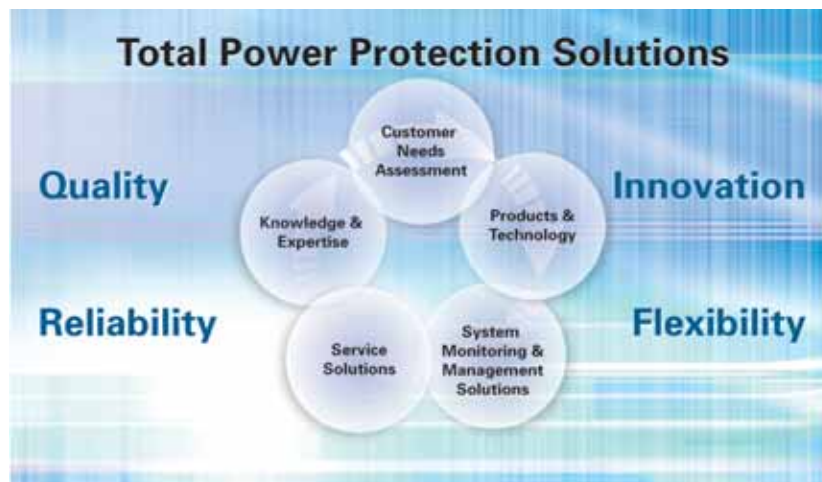 Total Power Protection Solutions
Customer
Needs
Assessment
Quality
Innovation
Knowledge &
Expertise
Products &
Technology
Reliability
Flexibility
Service
Solutions
System
Monitoring &
Management
Solutions